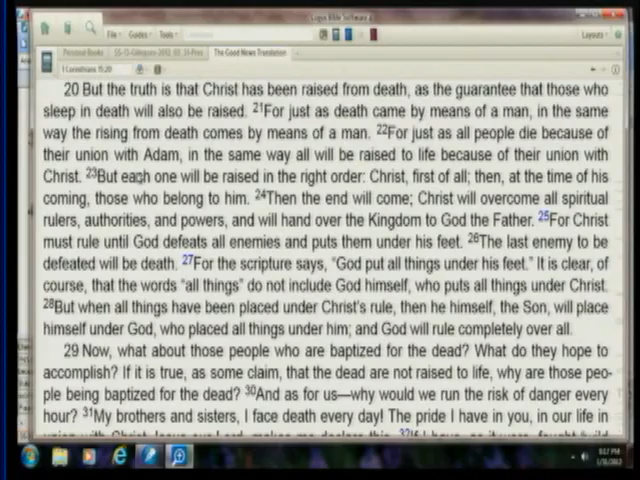 Logos Bible Software 4
File Guides Tools Layouts
Personal Books The Good News Translation
1 Corinthians 15:20
20 But the truth is that Christ has been raised from death, as the guarantee that those who
sleep in death will also be raised. 21For just as death came by means of a man, in the same
way the rising from death comes by means of a man. 22For just as all people die because of
their union with Adam, in the same way all will be raised to life because of their union with
Christ. 23But each one will be raised in the right order: Christ, first of all; then, at the time of his
coming, those who belong to him. 24Then the end will come; Christ will overcome all spiritual
rulers, authorities, and powers, and will hand over the Kingdom to God the Father. 25For Christ
must rule until God defeats all enemies and puts them under his feet. 26The last enemy to be
defeated will be death. 27For the scripture says, “God put all things under his feet.” It is clear, of
course, that the words “all things” do not include God himself, who puts all things under Christ.
28But when all things have been placed under Christ’s rule, then he himself, the Son, will place
himself under God, who placed all things under him; and God will rule completely over all.
29 Now, what about those people who are baptized for the dead? What do they hope to
accomplish? If it is true, as some claim, that the dead are not raised to life, why are those peo-
ple being baptized for the dead? 30And as for us—why would we run the risk of danger every
hour? 31My brothers and sisters, I face death every day! The pride I have in you, in our life in